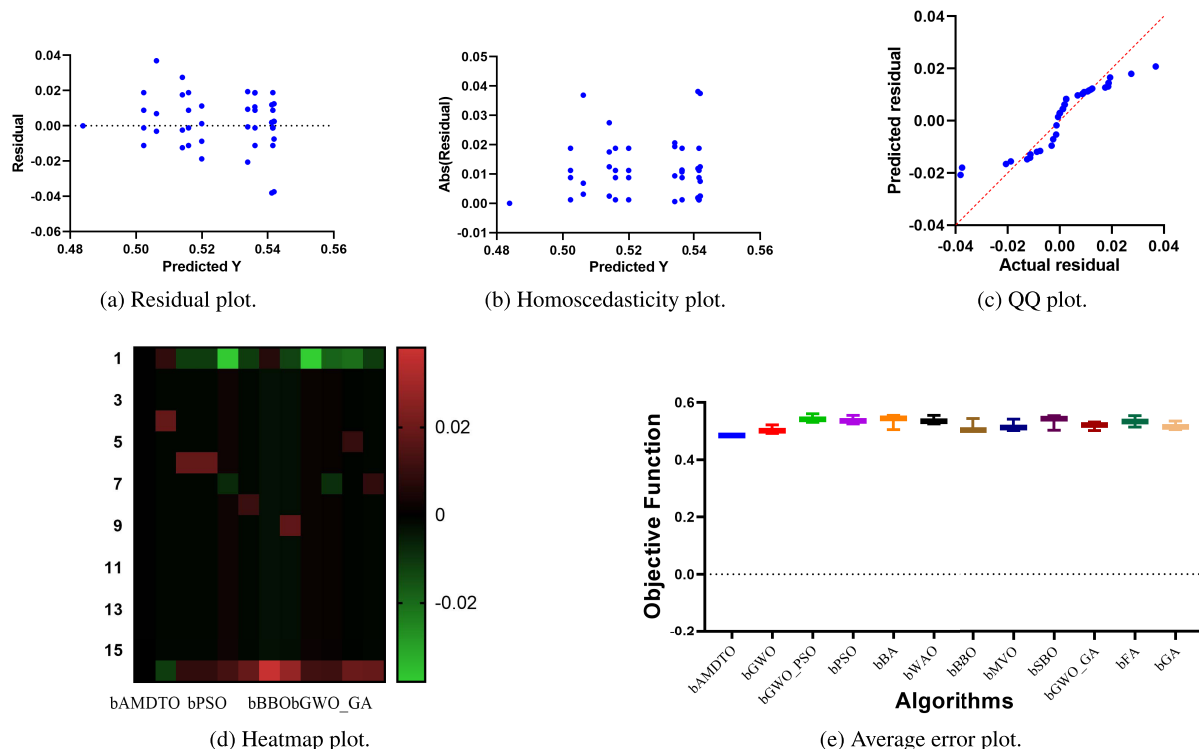 0.04
0.02
0.00
-0.02
-0.04
-0.06
0.48
0.50
0.52
0.54
0.56
Residual
Predicted Y
(a) Residual plot.
0.05
0.04
0.03
0.02
0.01
0.00
-0.01
0.48
0.50
0.52
0.54
0.56
Abs(Residual)
Predicted Y
(b) Homoscedasticity plot.
0.04
0.02
0.00
-0.02
-0.04
-0.04
-0.02
0.00
0.02
0.04
Predicted residual
Actual residual
(c) QQ plot.
1
3
5
7
9
11
13
15
0.02
0
-0.02
bAMDTO bPSO bBBObGWO_GA
(d) Heatmap plot.
0.6
0.4
0.2
0.0
-0.2
Objective Function
bAMDTO
bGWO
bGWO_PSO
bPSO
bBA
bWAO
bBBO
bMVO
bSBO
bGWO_GA
bFA
bGA
Algorithms
(e) Average error plot.